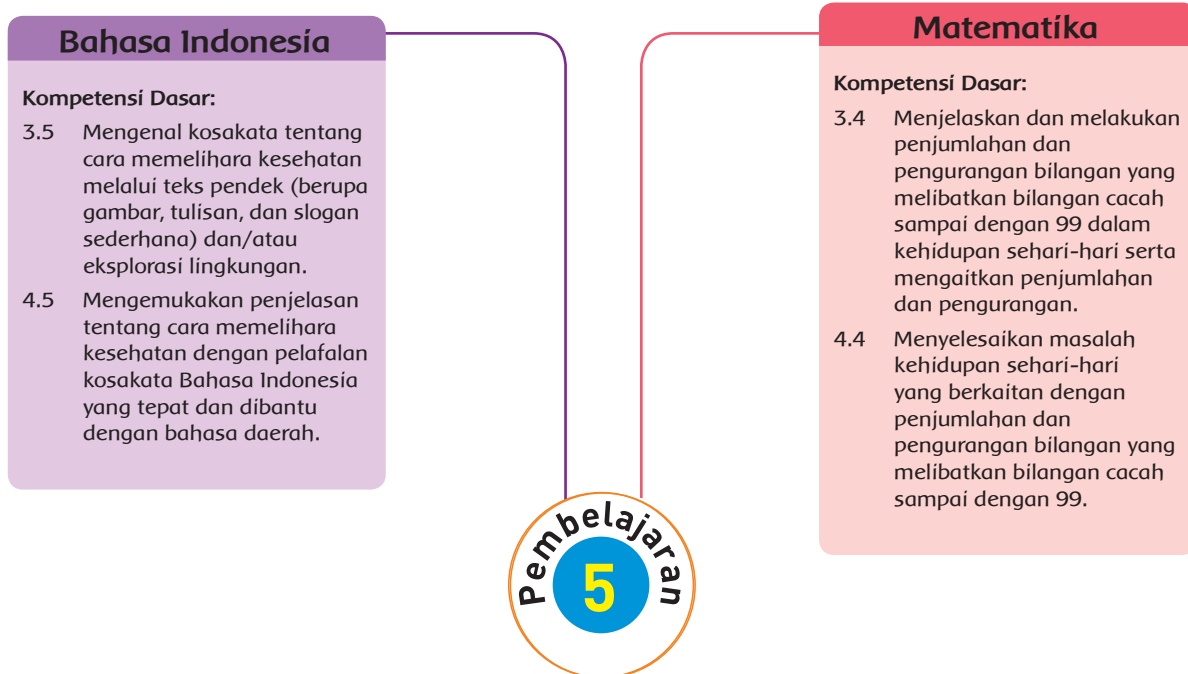 Bahasa Indonesia
Kompetensi Dasar:
3.5 Mengenal kosakata tentang
cara memelihara kesehatan
melalui teks pendek (berupa
gambar, tulisan, dan slogan
sederhana) dan/atau
eksplorasi lingkungan.
4.5 Mengemukakan penjelasan
tentang cara memelihara
kesehatan dengan pelafalan
kosakata Bahasa Indonesia
yang tepat dan dibantu
dengan bahasa daerah.
Matematika
Kompetensi Dasar:
3.4 Menjelaskan dan melakukan
penjumlahan dan
pengurangan bilangan yang
melibatkan bilangan cacah
sampai dengan 99 dalam
kehidupan sehari-hari serta
mengaitkan penjumlahan
dan pengurangan.
4.4 Menyelesaikan masalah
kehidupan sehari-hari
yang berkaitan dengan
penjumlahan dan
pengurangan bilangan yang
melibatkan bilangan cacah
sampai dengan 99.
Pembelajaran
5